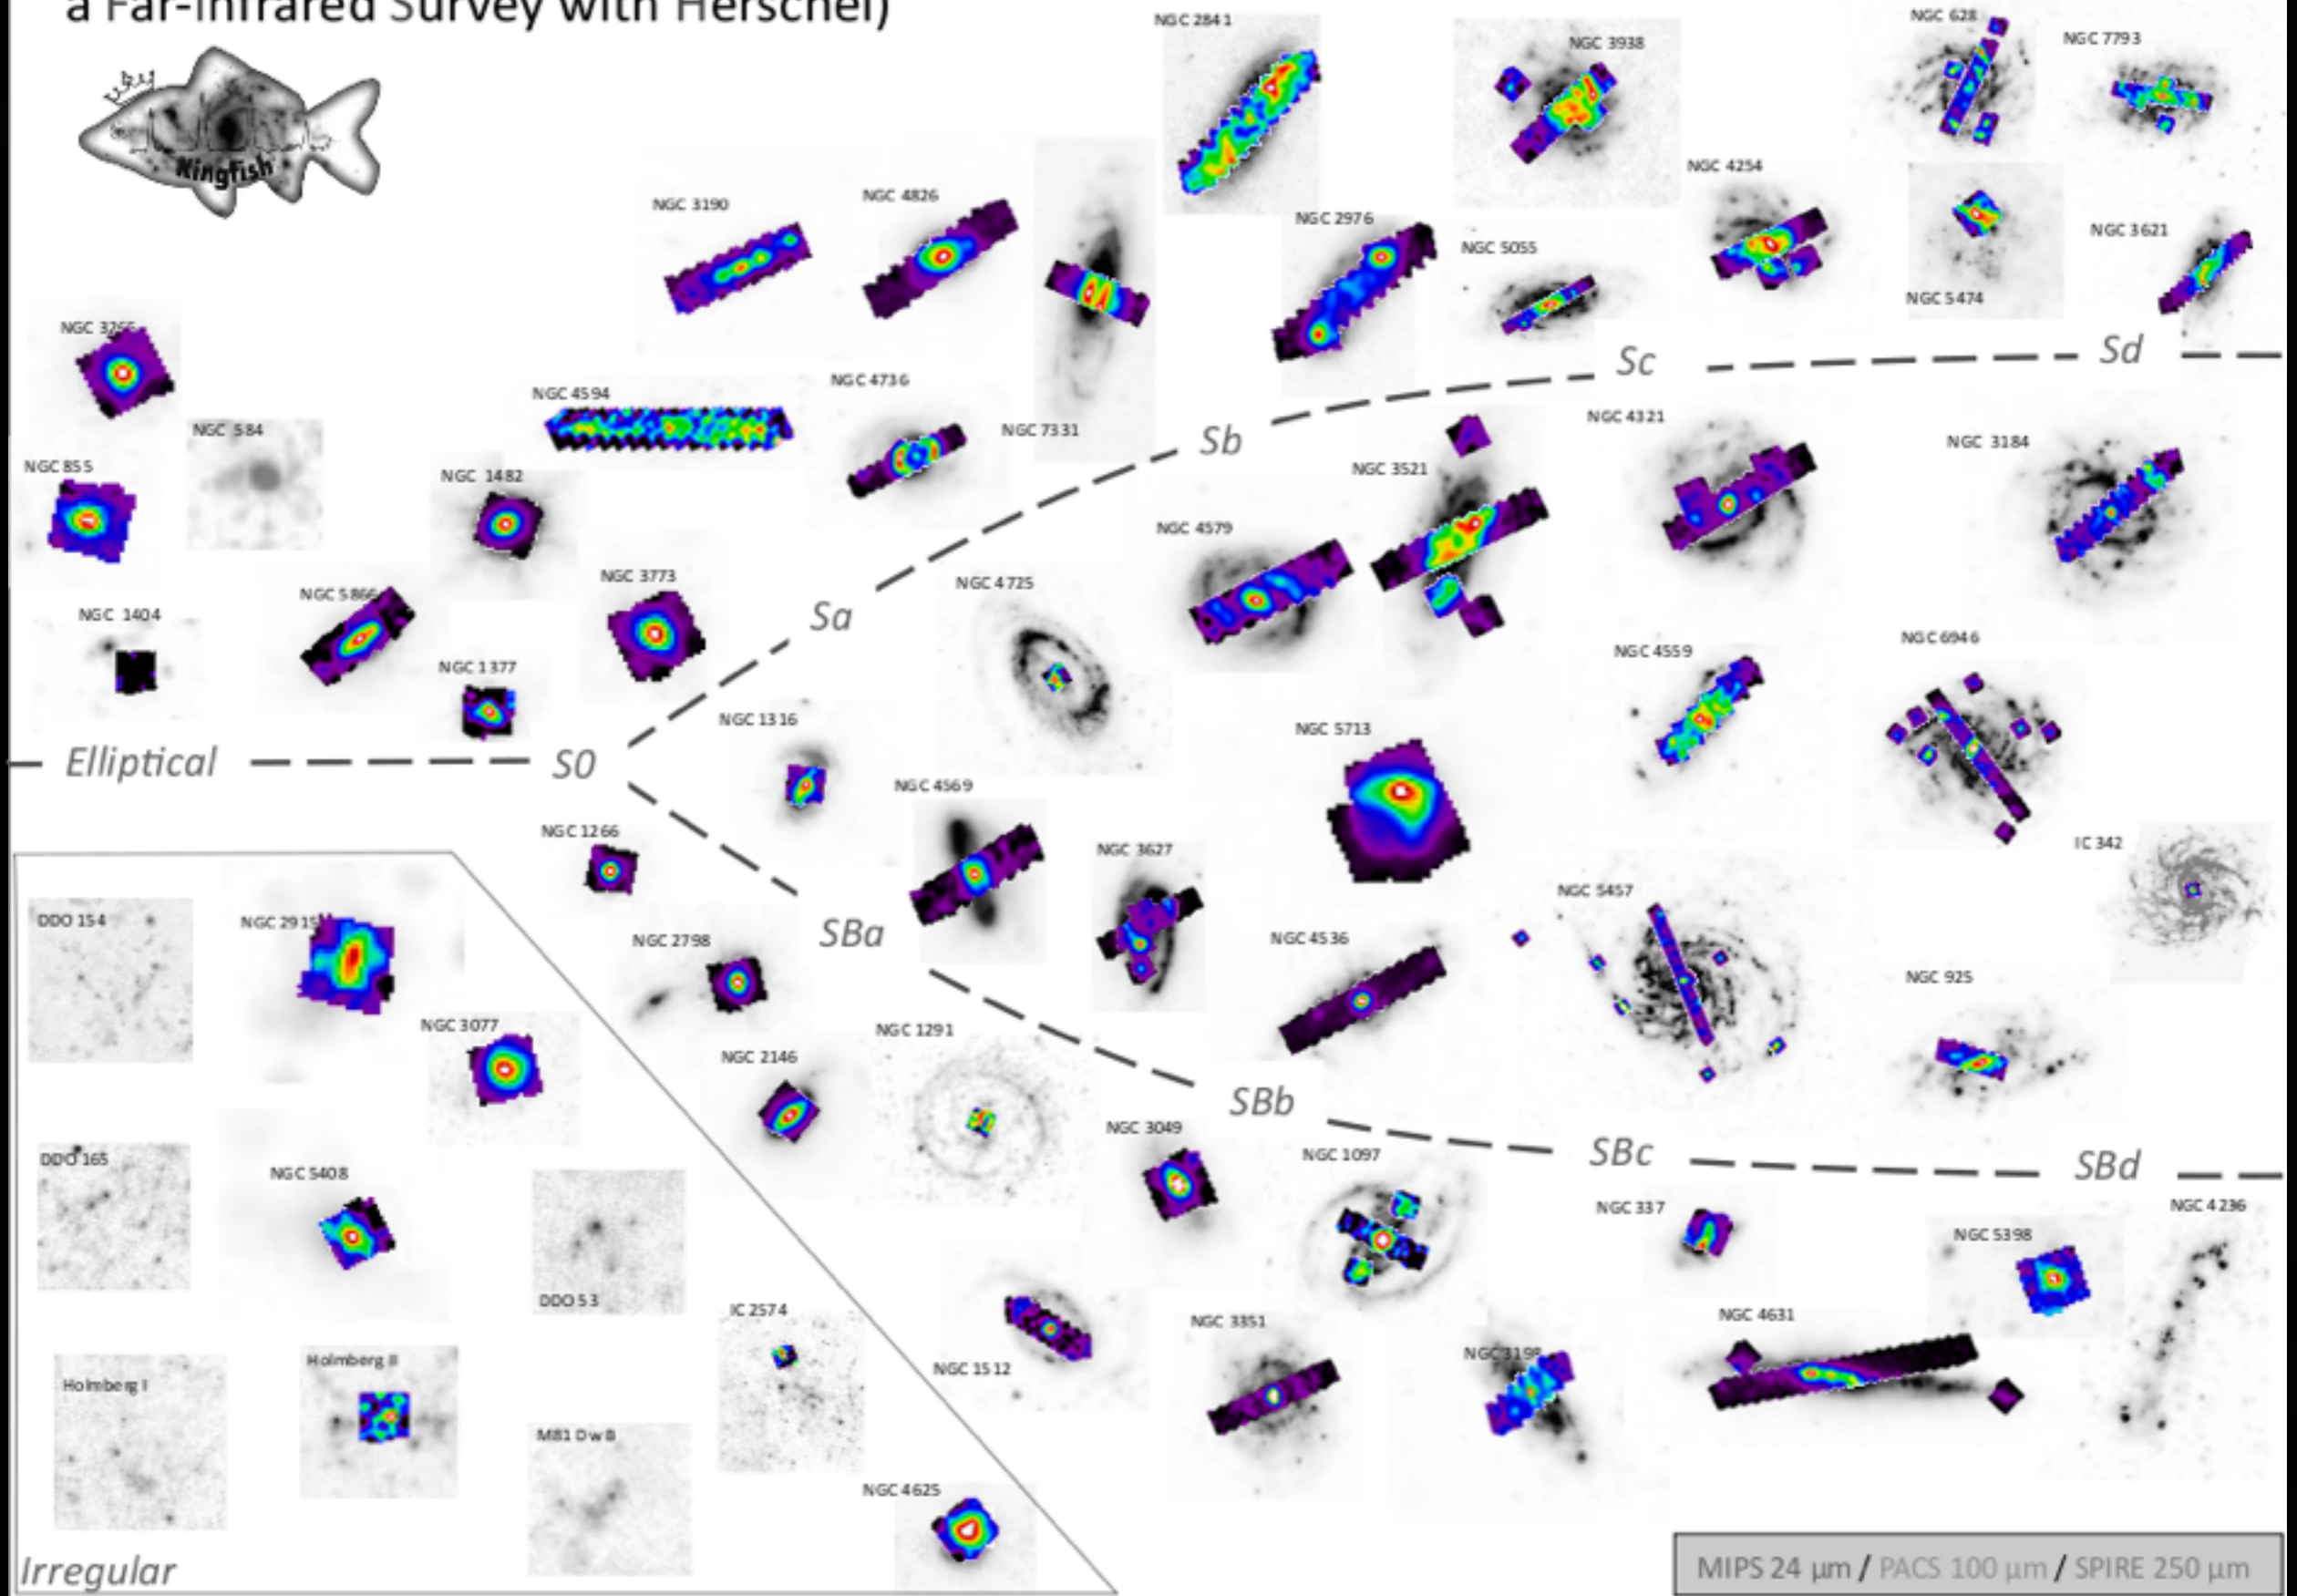 a Far-Infrared Survey with Herschel)
Kingfish
NGC 2841
NGC 3938
NGC 628
NGC 7793
NGC 3190
NGC 4826
NGC 2976
NGC 5055
NGC 4254
NGC 5474
NGC 3621
NGC 584
NGC 855
NGC 4594
NGC 4736
NGC 7331
Sb
Sc
Sd
NGC 1482
NGC 3521
NGC 4321
NGC 3184
NGC 1404
NGC 5866
NGC 3773
NGC 1377
Sa
NGC 4725
NGC 4579
NGC 4559
NGC 6946
Elliptical
S0
NGC 1316
NGC 4569
NGC 5713
NGC 3627
IC 342
NGC 1266
SBa
NGC 2798
NGC 4536
NGC 5457
NGC 925
DDO 154
NGC 2915
NGC 3077
NGC 2146
NGC 1291
SBb
SBc
SBd
NGC 3049
NGC 1097
NGC 337
NGC 5398
NGC 4236
DDO 165
NGC 5408
DDO 53
IC 2574
NGC 1512
NGC 3351
NGC 3198
NGC 4631
Holmberg I
Holmberg II
M81 DwB
NGC 4625
Irregular
MIPS 24 µm / PACS 100 µm / SPIRE 250 µm